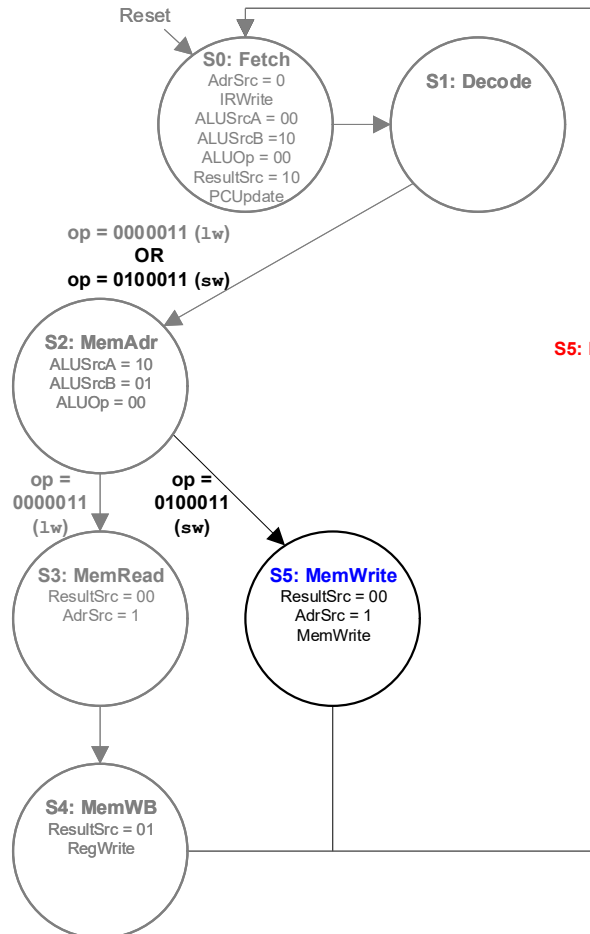 Reset
S0: Fetch
AdrSrc = 0
IRWrite
ALUSrcA = 00
ALUSrcB =10
ALUOp = 00
ResultSrc = 10
PCUpdate
S1: Decode
op = 0000011 (lw)
OR
op = 0100011 (sw)
S2: MemAdr
ALUSrcA = 10
ALUSrcB = 01
ALUOp = 00
S5:
op =
0000011
(lw)
op =
0100011
(sw)
S3: MemRead
ResultSrc = 00
AdrSrc = 1
S5: MemWrite
ResultSrc = 00
AdrSrc = 1
MemWrite
S4: MemWB
ResultSrc = 01
RegWrite